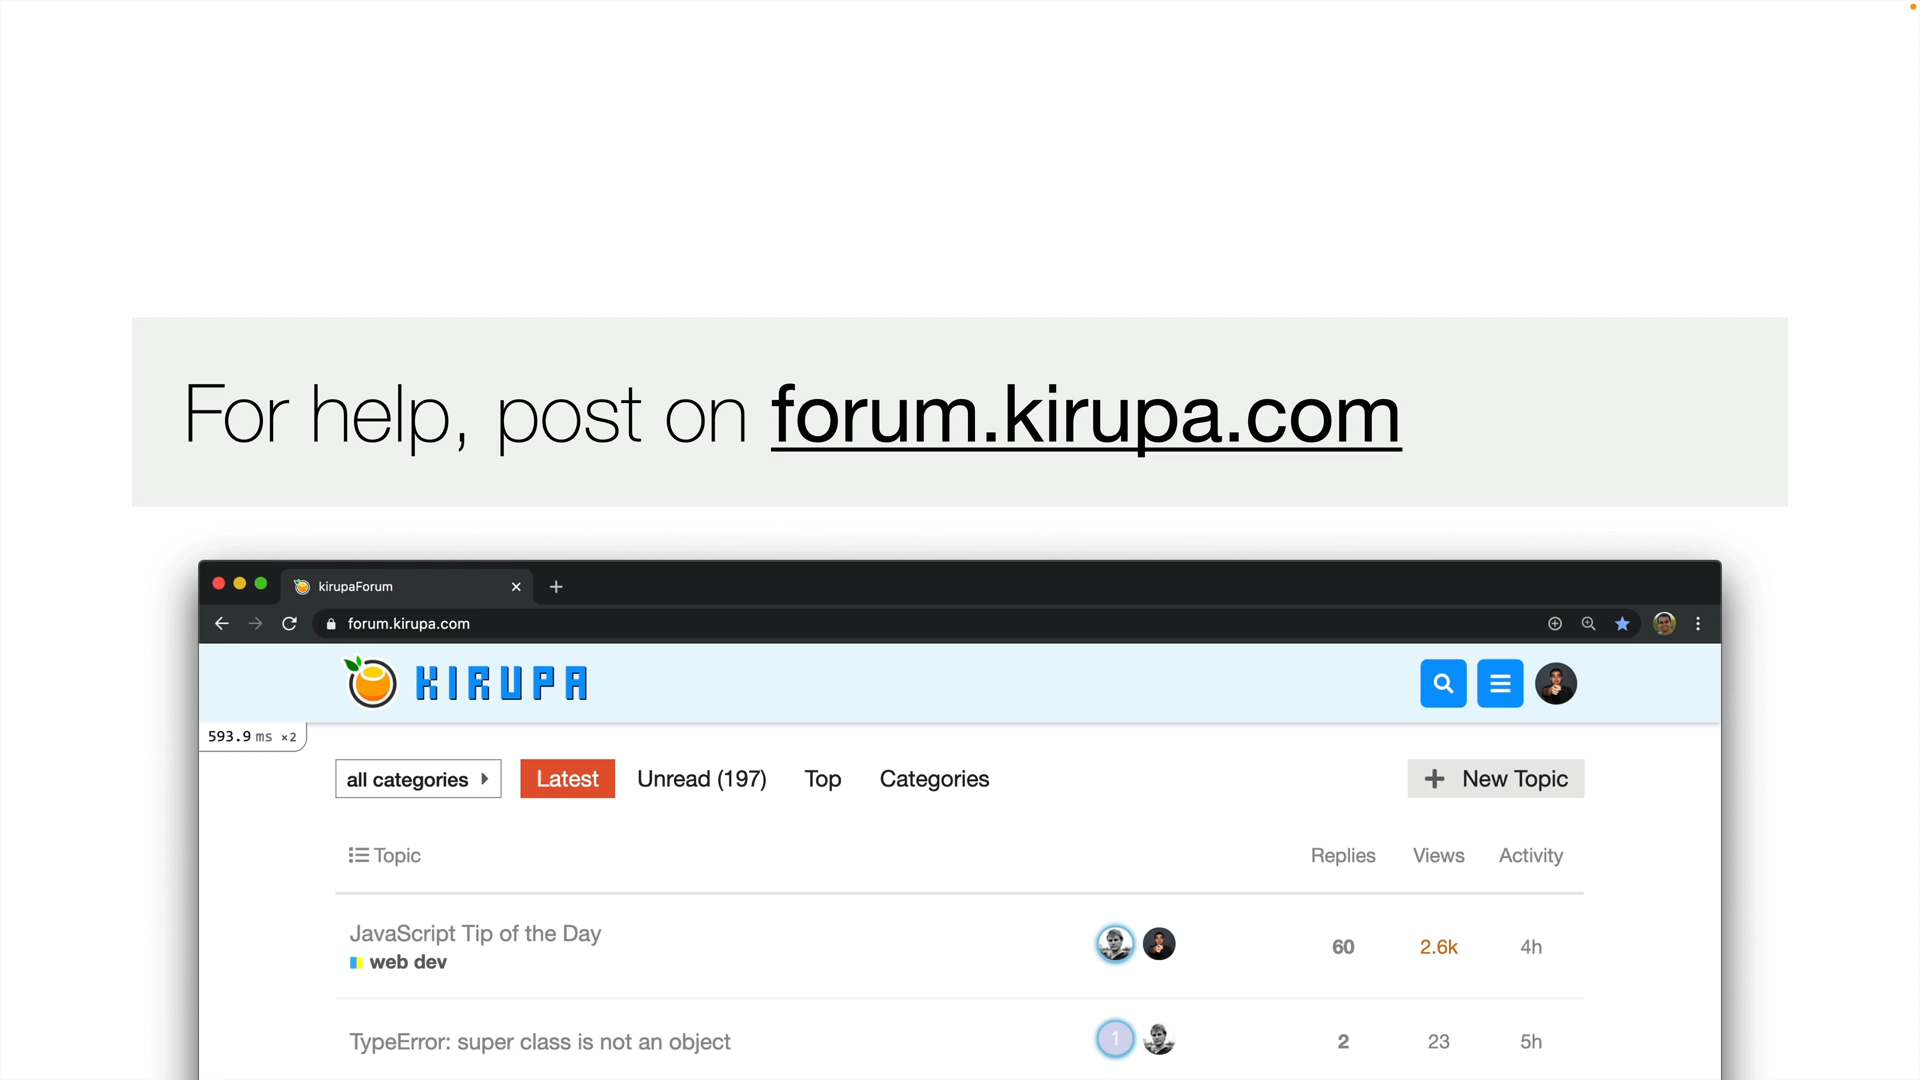 For help, post on forum.kirupa.com
kirupaForum
forum.kirupa.com
KIRUPA
593.9 ms ×2
all categories Latest Unread (197) Top Categories + New Topic
Topic Replies Views Activity
JavaScript Tip of the Day 60 2.6k 4h
web dev
TypeError: super class is not an object 1 2 23 5h